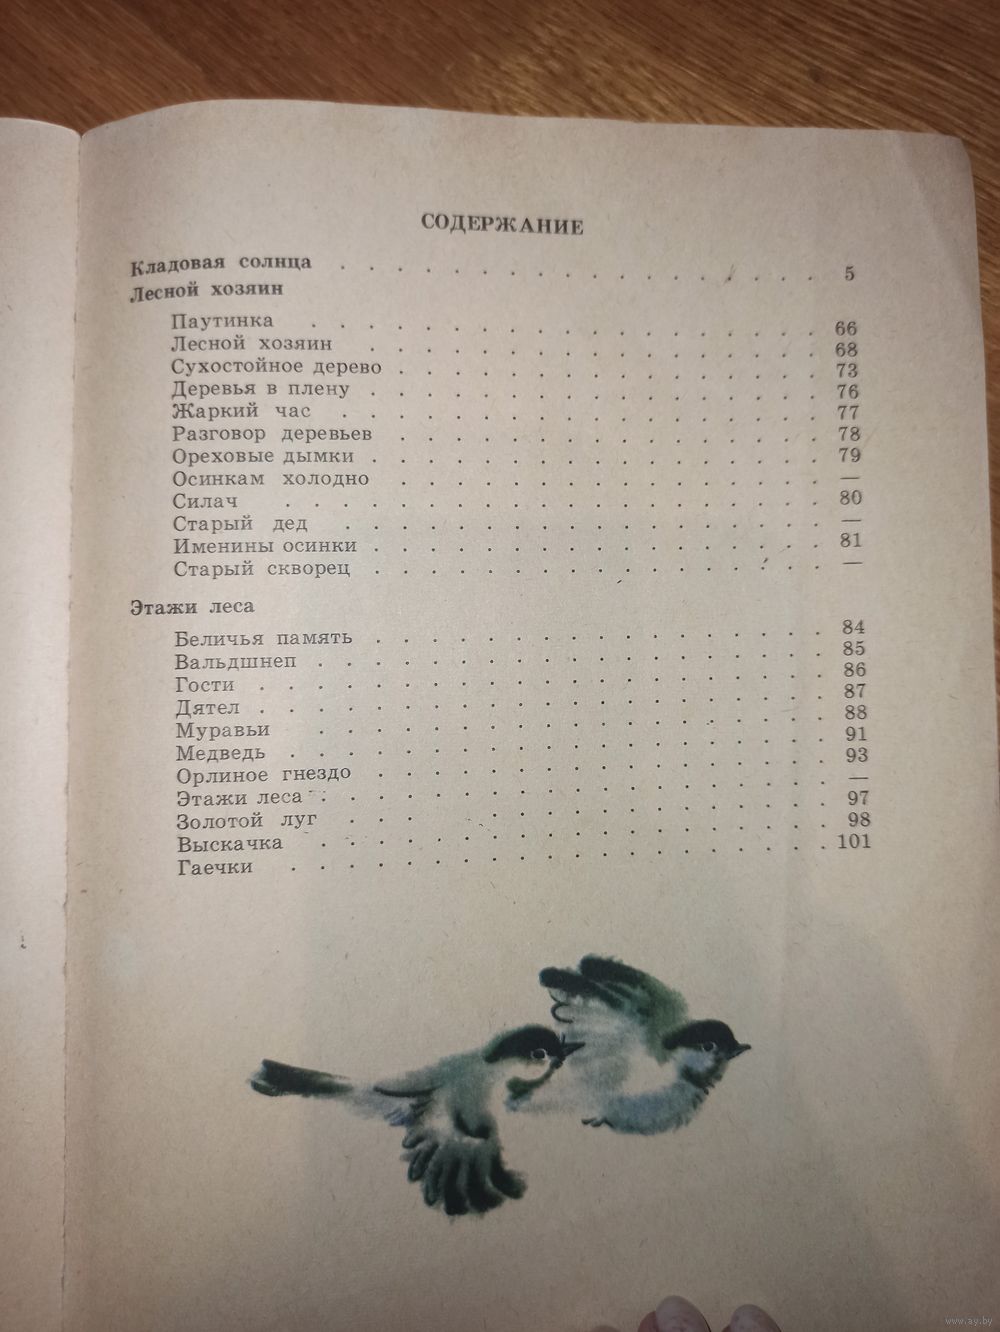 СОДЕРЖАНИЕ
Кладовая солнца . . . . . . . . . . . . . . . . . 5
Лесной хозяин
Паутинка . . . . . . . . . . . . . . . . . . 66
Лесной хозяин . . . . . . . . . . . . . . . . 68
Сухостойное дерево . . . . . . . . . . . . . . . 73
Деревья в плену . . . . . . . . . . . . . . . . 76
Жаркий час . . . . . . . . . . . . . . . . . 77
Разговор деревьев . . . . . . . . . . . . . . . 78
Ореховые дымки . . . . . . . . . . . . . . . . 79
Осинкам холодно . . . . . . . . . . . . . . . —
Силач . . . . . . . . . . . . . . . . . . . 80
Старый дед . . . . . . . . . . . . . . . . . —
Именины осинки . . . . . . . . . . . . . . . . 81
Старый скворец . . . . . . . . . . . . . . . . —
Этажи леса
Беличья память . . . . . . . . . . . . . . . . 84
Вальдшнеп . . . . . . . . . . . . . . . . . . 85
Гости . . . . . . . . . . . . . . . . . . . . 86
Дятел . . . . . . . . . . . . . . . . . . . . 87
Муравьи . . . . . . . . . . . . . . . . . . 88
Медведь . . . . . . . . . . . . . . . . . . . 91
Орлиное гнездо . . . . . . . . . . . . . . . . 93
Этажи леса . . . . . . . . . . . . . . . . . . —
Золотой луг . . . . . . . . . . . . . . . . 97
Выскачка . . . . . . . . . . . . . . . . . . 98
Гаечки . . . . . . . . . . . . . . . . . . . 101
www.ay.by